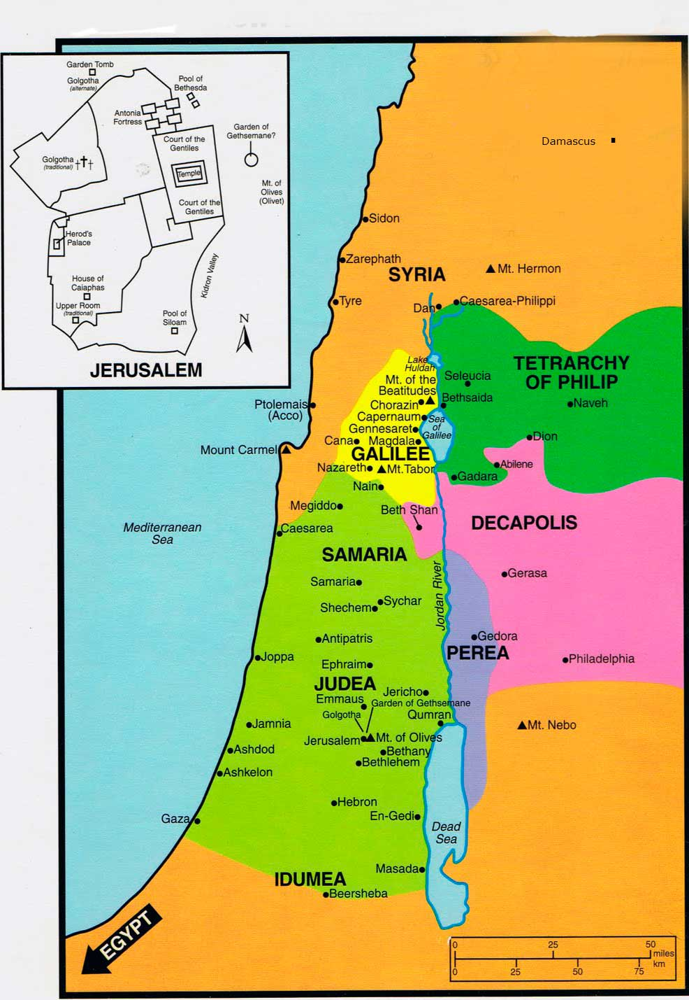 Garden Tomb
Golgotha
(alternate)
Pool of
Bethesda
Antonia
Fortress
Garden of
Gethsemane?
Court of the
Gentiles
Golgotha
(traditional)
Temple
Mt. of
Olives
(Olivet)
Court of the
Gentiles
Herod's
Palace
Kidron Valley
House of
Caiaphas
Upper Room
(traditional)
Pool of
Siloam
N
JERUSALEM
Damascus
Sidon
Zarephath
SYRIA
Mt. Hermon
Tyre
Dan
Caesarea-Philippi
Lake
Huldah
TETRARCHY
OF PHILIP
Seleucia
Mt. of the
Beatitudes
Ptolemais
(Acco)
Chorazin
Bethsaida
Naveh
Capernaum
Sea
of
Galilee
Gennesaret
Cana
Magdala
Dion
Mount Carmel
GALILEE
Abilene
Nazareth
Mt.Tabor
Gadara
Nain
Megiddo
Beth Shan
Mediterranean
Sea
Caesarea
DECAPOLIS
SAMARIA
Samaria
Gerasa
Jordan River
Sychar
Shechem
Antipatris
Gedora
Joppa
PEREA
Ephraim
Philadelphia
JUDEA
Jericho
Emmaus
Garden of Gethsemane
Golgotha
Qumran
Jamnia
Mt. Nebo
Jerusalem
Mt. of Olives
Ashdod
Bethany
Bethlehem
Ashkelon
Hebron
En-Gedi
Gaza
Dead
Sea
Masada
IDUMEA
Beersheba
EGYPT
0 25 50
miles
km
0 25 50 75